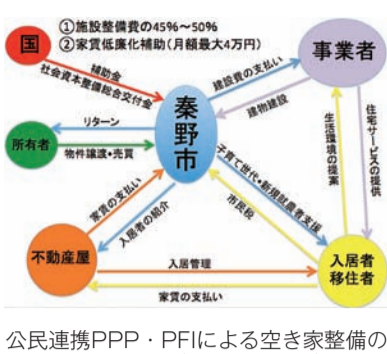 国
①施設整備費の45%~50%
②家賃低廉化補助(月額最大4万円)
補助金
社会資本整備総合交付金
建設費の支払い
建物建設
事業者
秦野市
リターン
所有者
物件譲渡・売買
子育て世代・新規就農者支援
市民税
生活環境の提案
住宅サービスの提供
家賃の支払い
入居者の紹介
不動産屋
入居管理
家賃の支払い
入居者
移住者
公民連携PPP・PFIによる空き家整備の